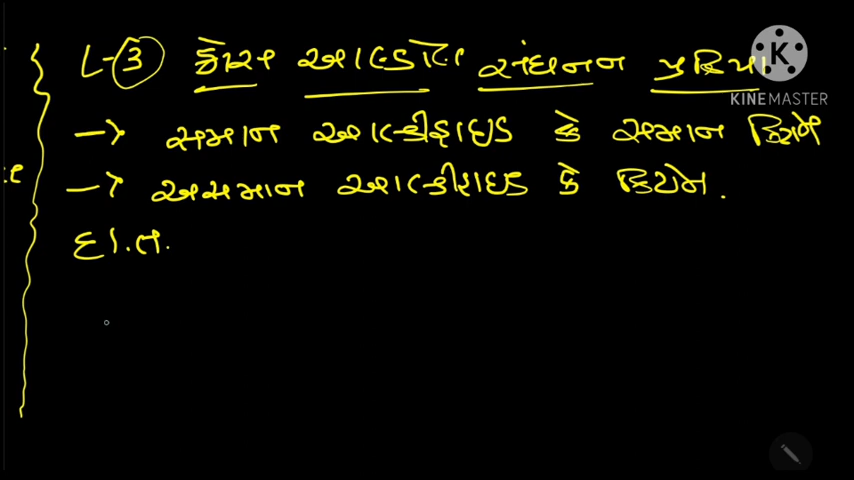 L-3 ક્રોસ આલ્ડોલ સંઘનન પ્રક્રિયા
→ સમાન આલ્ડીહાઇડ કે સમાન કિટોન
→ અસમાન આલ્ડીહાઇડ કે કિટોન.
દા.ત.
K
KINEMASTER